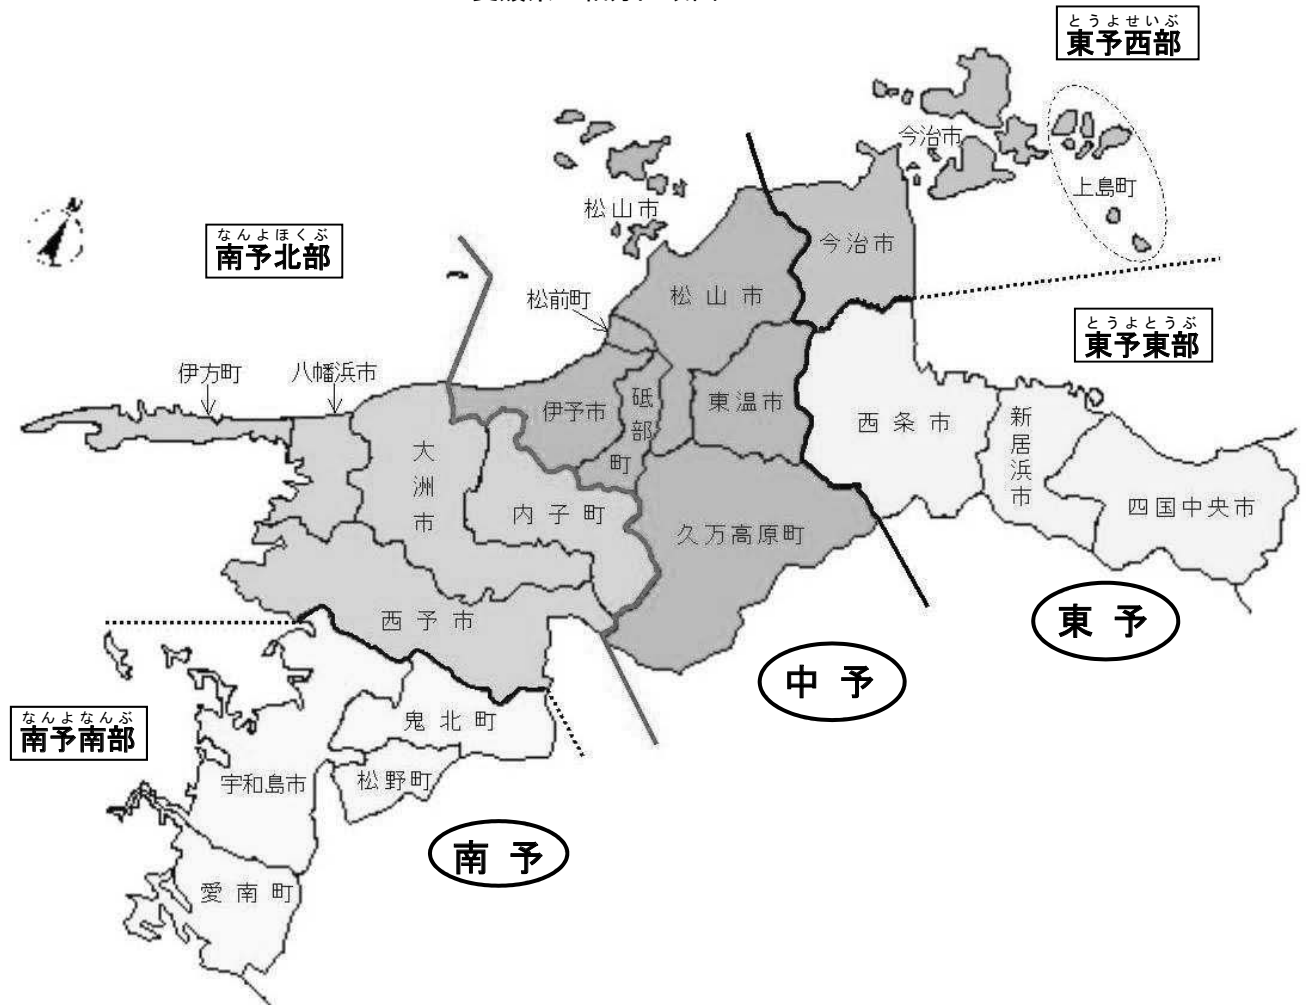 とうよせいぶ
東予西部
今治市
上島町
松山市
なんよほくぶ
南予北部
今治市
松山市
松前町
とうよとうぶ
東予東部
伊方町
八幡浜市
伊予市
砥部町
東温市
西条市
新居浜市
大洲市
四国中央市
内子町
久万高原町
西予市
東予
中予
なんよなんぶ
南予南部
鬼北町
宇和島市
松野町
南予
愛南町
N